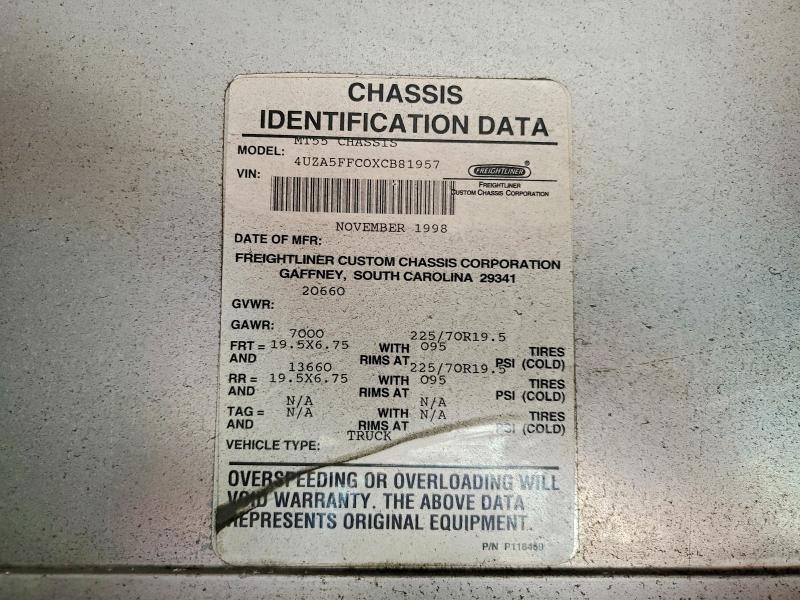 CHASSIS
IDENTIFICATION DATA
MT55 CHASSIS
MODEL:
4UZA5FFC0XCB81957
VIN:
FREIGHTLINER ®
FREIGHTLINER
CUSTOM CHASSIS CORPORATION
NOVEMBER 1998
DATE OF MFR:
FREIGHTLINER CUSTOM CHASSIS CORPORATION
GAFFNEY, SOUTH CAROLINA 29341
20660
GVWR:
GAWR:
7000 225/70R19.5
FRT = 19.5X6.75 WITH 095 TIRES
AND RIMS AT PSI (COLD)
13660 225/70R19.5
RR = 19.5X6.75 WITH 095 TIRES
AND RIMS AT PSI (COLD)
N/A N/A
TAG = N/A WITH N/A TIRES
AND RIMS AT PSI (COLD)
TRUCK
VEHICLE TYPE:
OVERSPEEDING OR OVERLOADING WILL
VOID WARRANTY. THE ABOVE DATA
REPRESENTS ORIGINAL EQUIPMENT.
P/N P118459